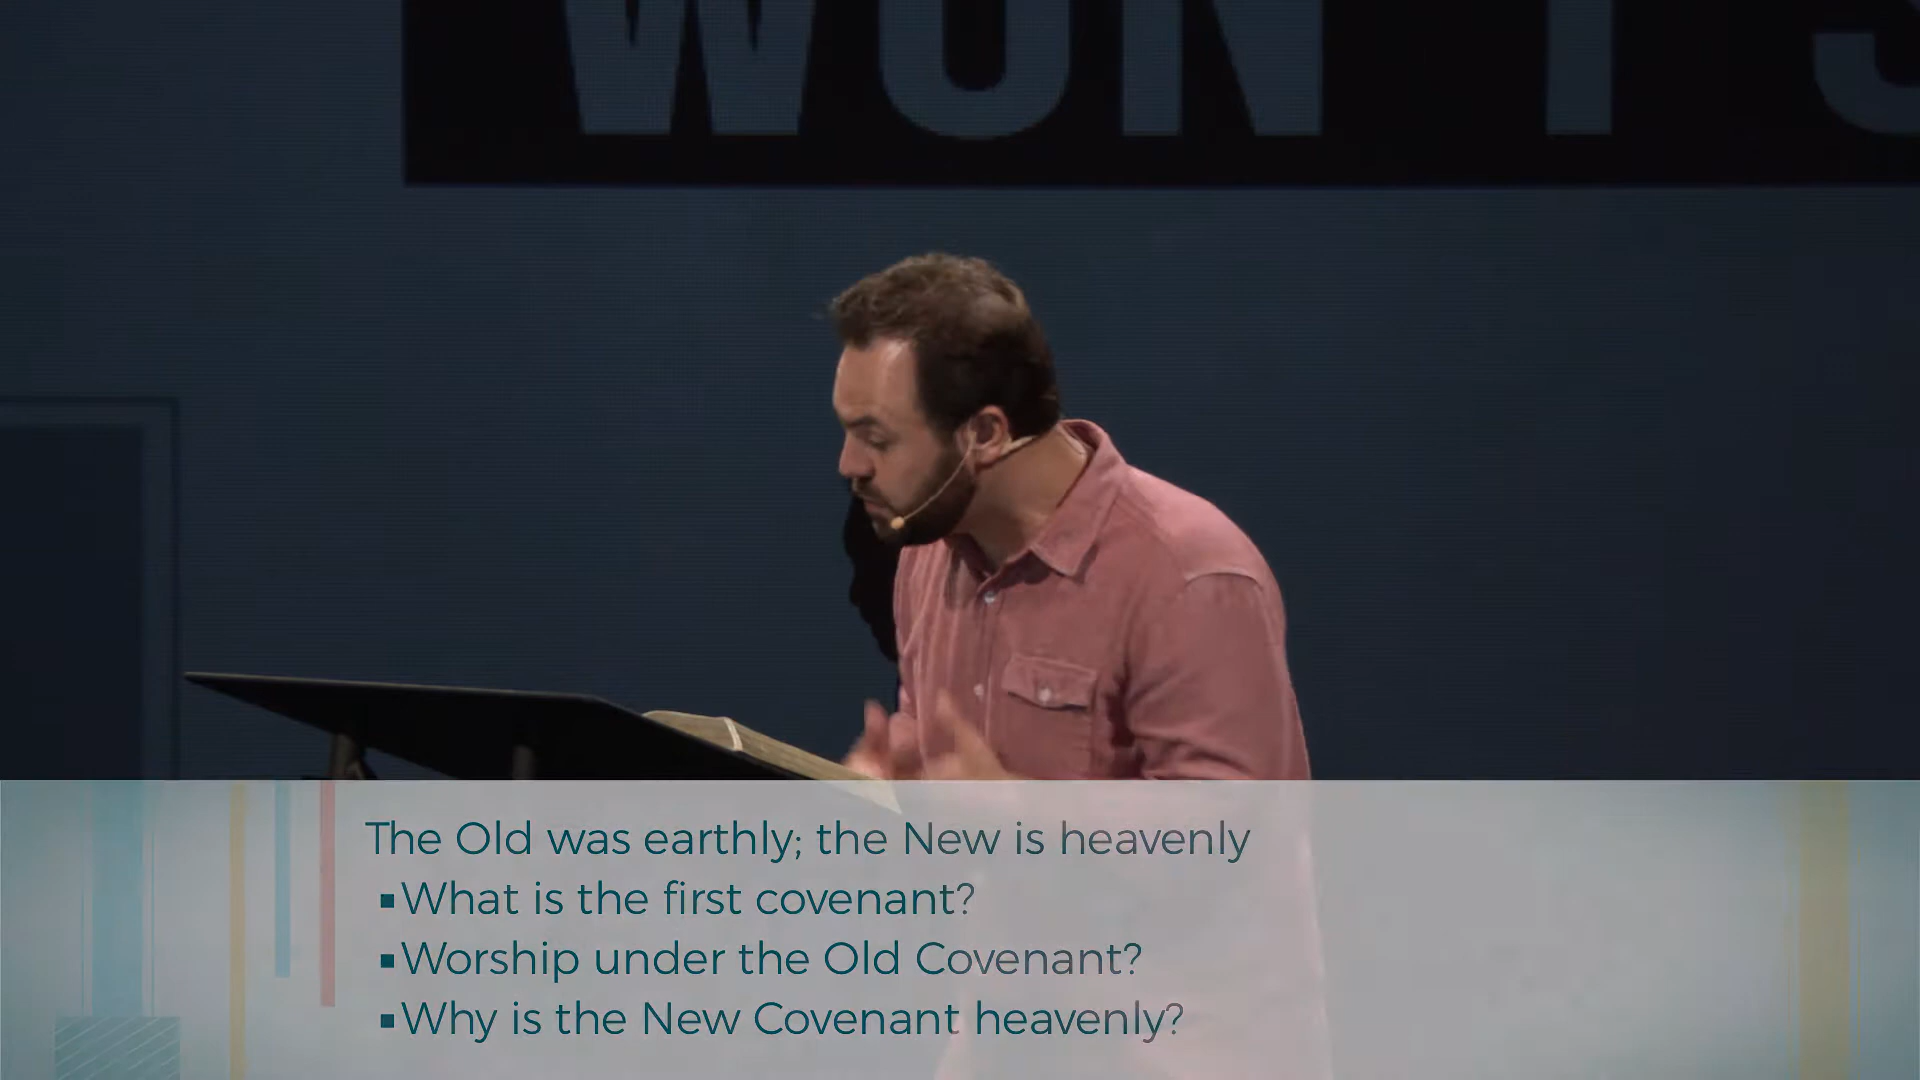 WON'T S
The Old was earthly; the New is heavenly
▪What is the first covenant?
▪Worship under the Old Covenant?
▪Why is the New Covenant heavenly?